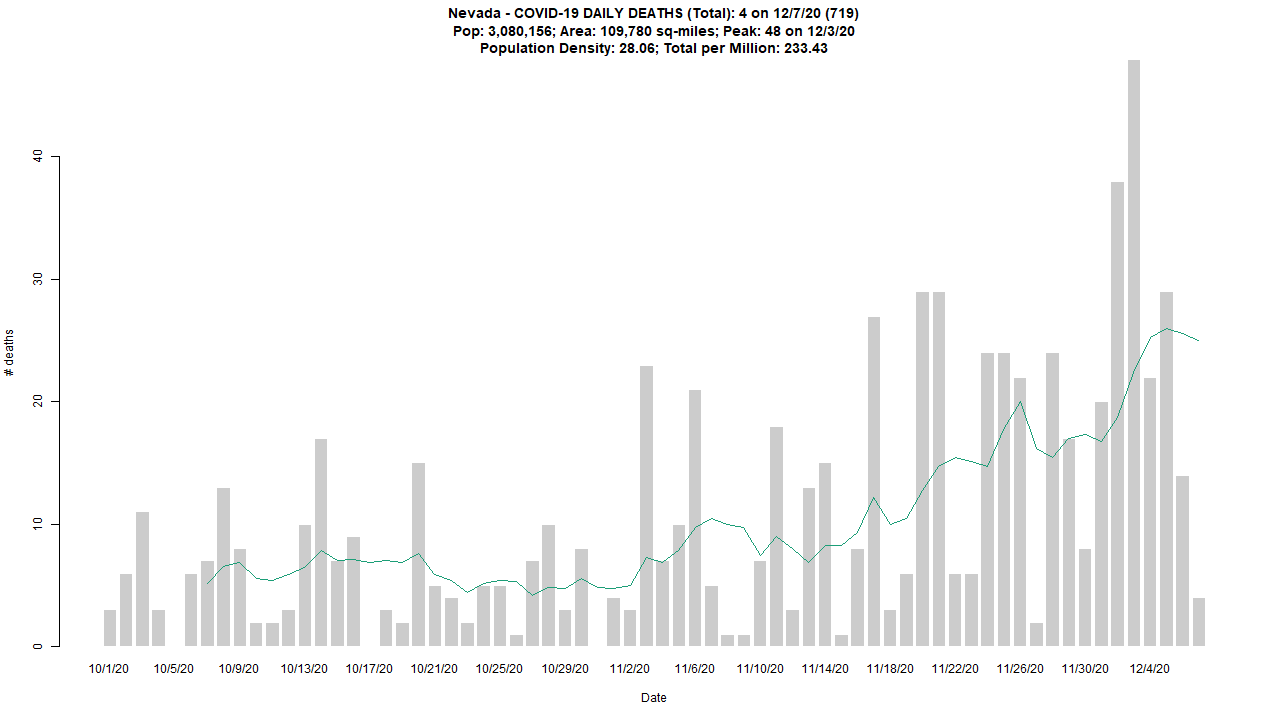 Nevada - COVID-19 DAILY DEATHS (Total): 4 on 12/7/20 (719)
Pop: 3,080,156; Area: 109,780 sq-miles; Peak: 48 on 12/3/20
Population Density: 28.06; Total per Million: 233.43
# deaths
40
30
20
10
0
10/1/20 10/5/20 10/9/20 10/13/20 10/17/20 10/21/20 10/25/20 10/29/20 11/2/20 11/6/20 11/10/20 11/14/20 11/18/20 11/22/20 11/26/20 11/30/20 12/4/20
Date